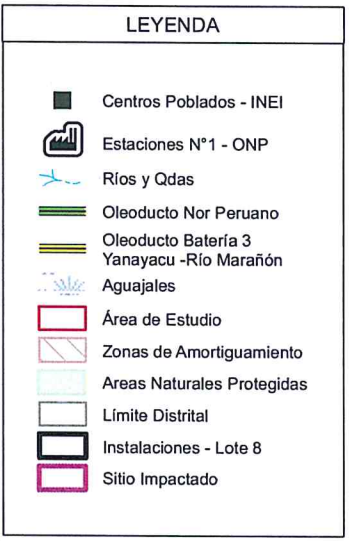 LEYENDA
Centros Poblados - INEI
Estaciones N°1 - ONP
Ríos y Qdas
Oleoducto Nor Peruano
Oleoducto Batería 3
Yanayacu -Río Marañón
Aguajales
Área de Estudio
Zonas de Amortiguamiento
Areas Naturales Protegidas
Límite Distrital
Instalaciones - Lote 8
Sitio Impactado